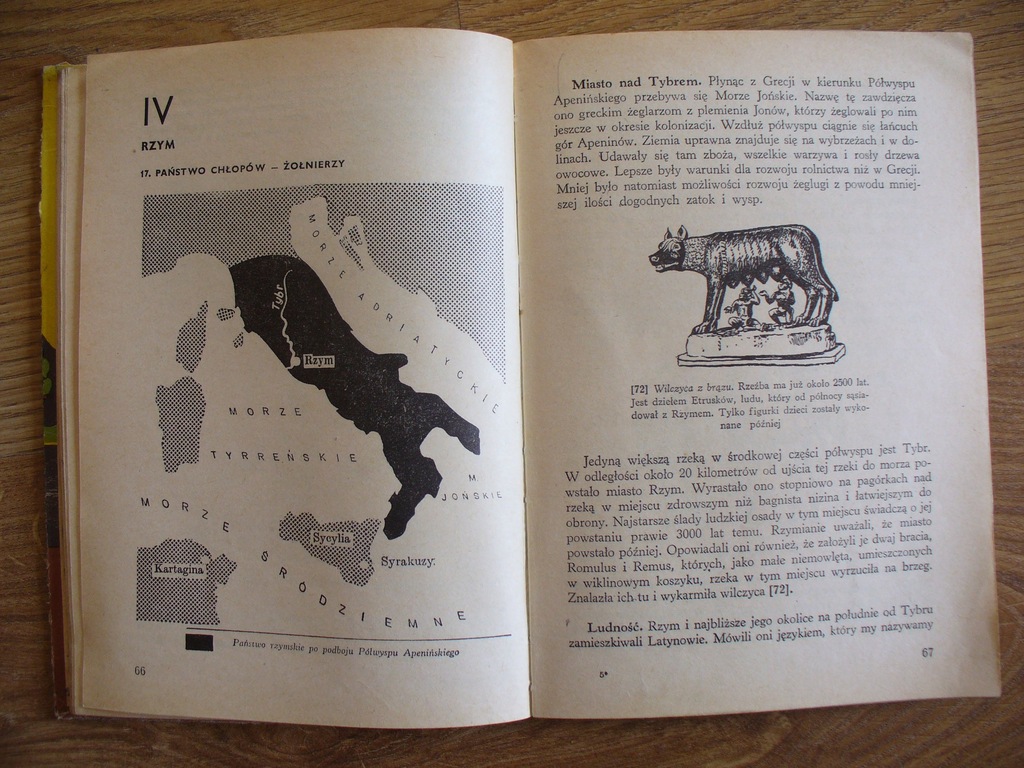 IV
RZYM
17. PAŃSTWO CHŁOPÓW — ŻOŁNIERZY
MORZE ADRIATYCKIE
Tybr
Rzym
MORZE
TYRREŃSKIE
M.
JOŃSKIE
MORZE ŚRÓDZIEMNE
Sycylia
Syrakuzy
Kartagina
Państwo rzymskie po podboju Półwyspu Apenińskiego
66
Miasto nad Tybrem. Płynąc z Grecji w kierunku Półwyspu
Apenińskiego przebywa się Morze Jońskie. Nazwę tę zawdzięcza
ono greckim żeglarzom z plemienia Jonów, którzy żeglowali po nim
jeszcze w okresie kolonizacji. Wzdłuż półwyspu ciągnie się łańcuch
gór Apeninów. Ziemia uprawna znajduje się na wybrzeżach i w do-
linach. Udawały się tam zboża, wszelkie warzywa i rosły drzewa
owocowe. Lepsze były warunki dla rozwoju rolnictwa niż w Grecji.
Mniej było natomiast możliwości rozwoju żeglugi z powodu mniej-
szej ilości dogodnych zatok i wysp.
[72] Wilczyca z brązu. Rzeźba ma już około 2500 lat.
Jest dziełem Etrusków, ludu, który od północy sąsia-
dował z Rzymem. Tylko figurki dzieci zostały wyko-
nane później
Jedyną większą rzeką w środkowej części półwyspu jest Tybr.
W odległości około 20 kilometrów od ujścia tej rzeki do morza po-
wstało miasto Rzym. Wyrastało ono stopniowo na pagórkach nad
rzeką w miejscu zdrowszym niż bagnista nizina i łatwiejszym do
obrony. Najstarsze ślady ludzkiej osady w tym miejscu świadczą o jej
powstaniu prawie 3000 lat temu. Rzymianie uważali, że miasto
powstało później. Opowiadali oni również, że założyli je dwaj bracia,
Romulus i Remus, których, jako małe niemowlęta, umieszczonych
w wiklinowym koszyku, rzeka w tym miejscu wyrzuciła na brzeg.
Znalazła ich tu i wykarmiła wilczyca [72].
Ludność. Rzym i najbliższe jego okolice na południe od Tybru
zamieszkiwali Latynowie. Mówili oni językiem, który my nazywamy
5*
67